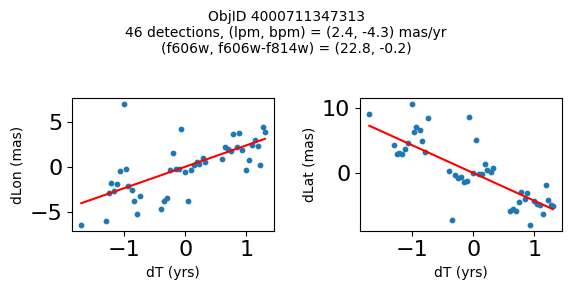 ObjID 4000711347313
46 detections, (lpm, bpm) = (2.4, -4.3) mas/yr
(f606w, f606w-f814w) = (22.8, -0.2)
dLon (mas)
5
0
−5
−1
0
1
dT (yrs)
dLat (mas)
10
0
−1
0
1
dT (yrs)